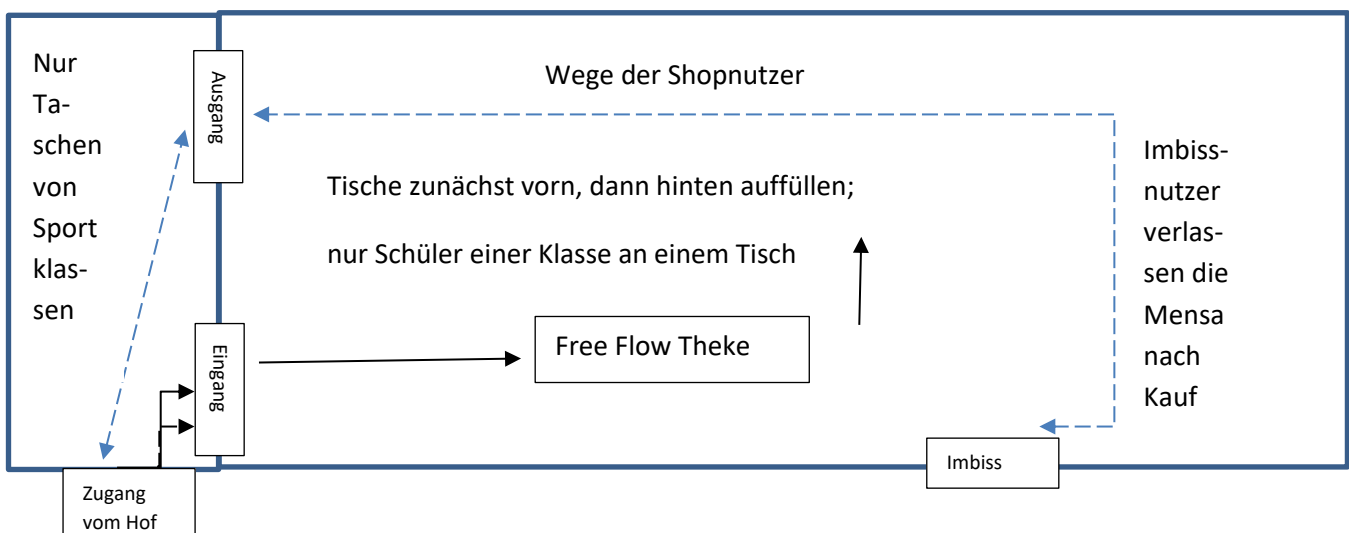 Nur
Ta-
schen
von
Sport
klas-
sen
Ausgang
Wege der Shopnutzer
Tische zunächst vorn, dann hinten auffüllen;
nur Schüler einer Klasse an einem Tisch
Imbiss-
nutzer
verlas-
sen die
Mensa
nach
Kauf
Eingang
Free Flow Theke
Imbiss
Zugang
vom Hof